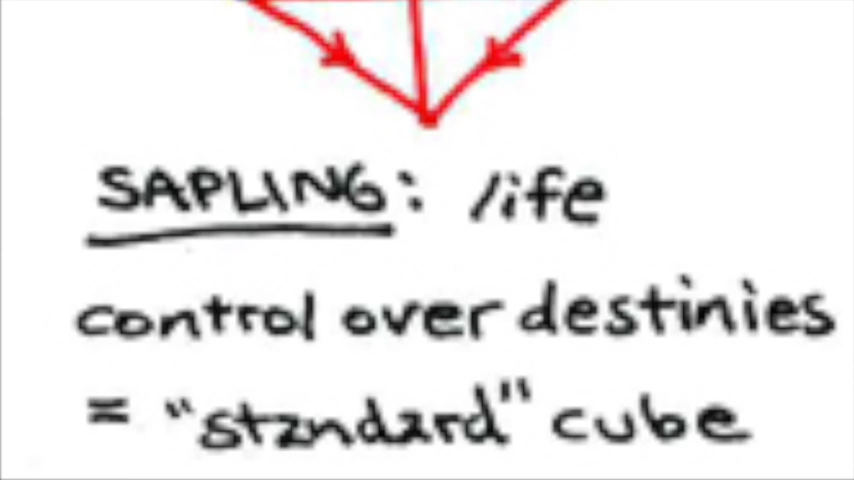 SAPLING: life
control over destinies
= "standard" cube